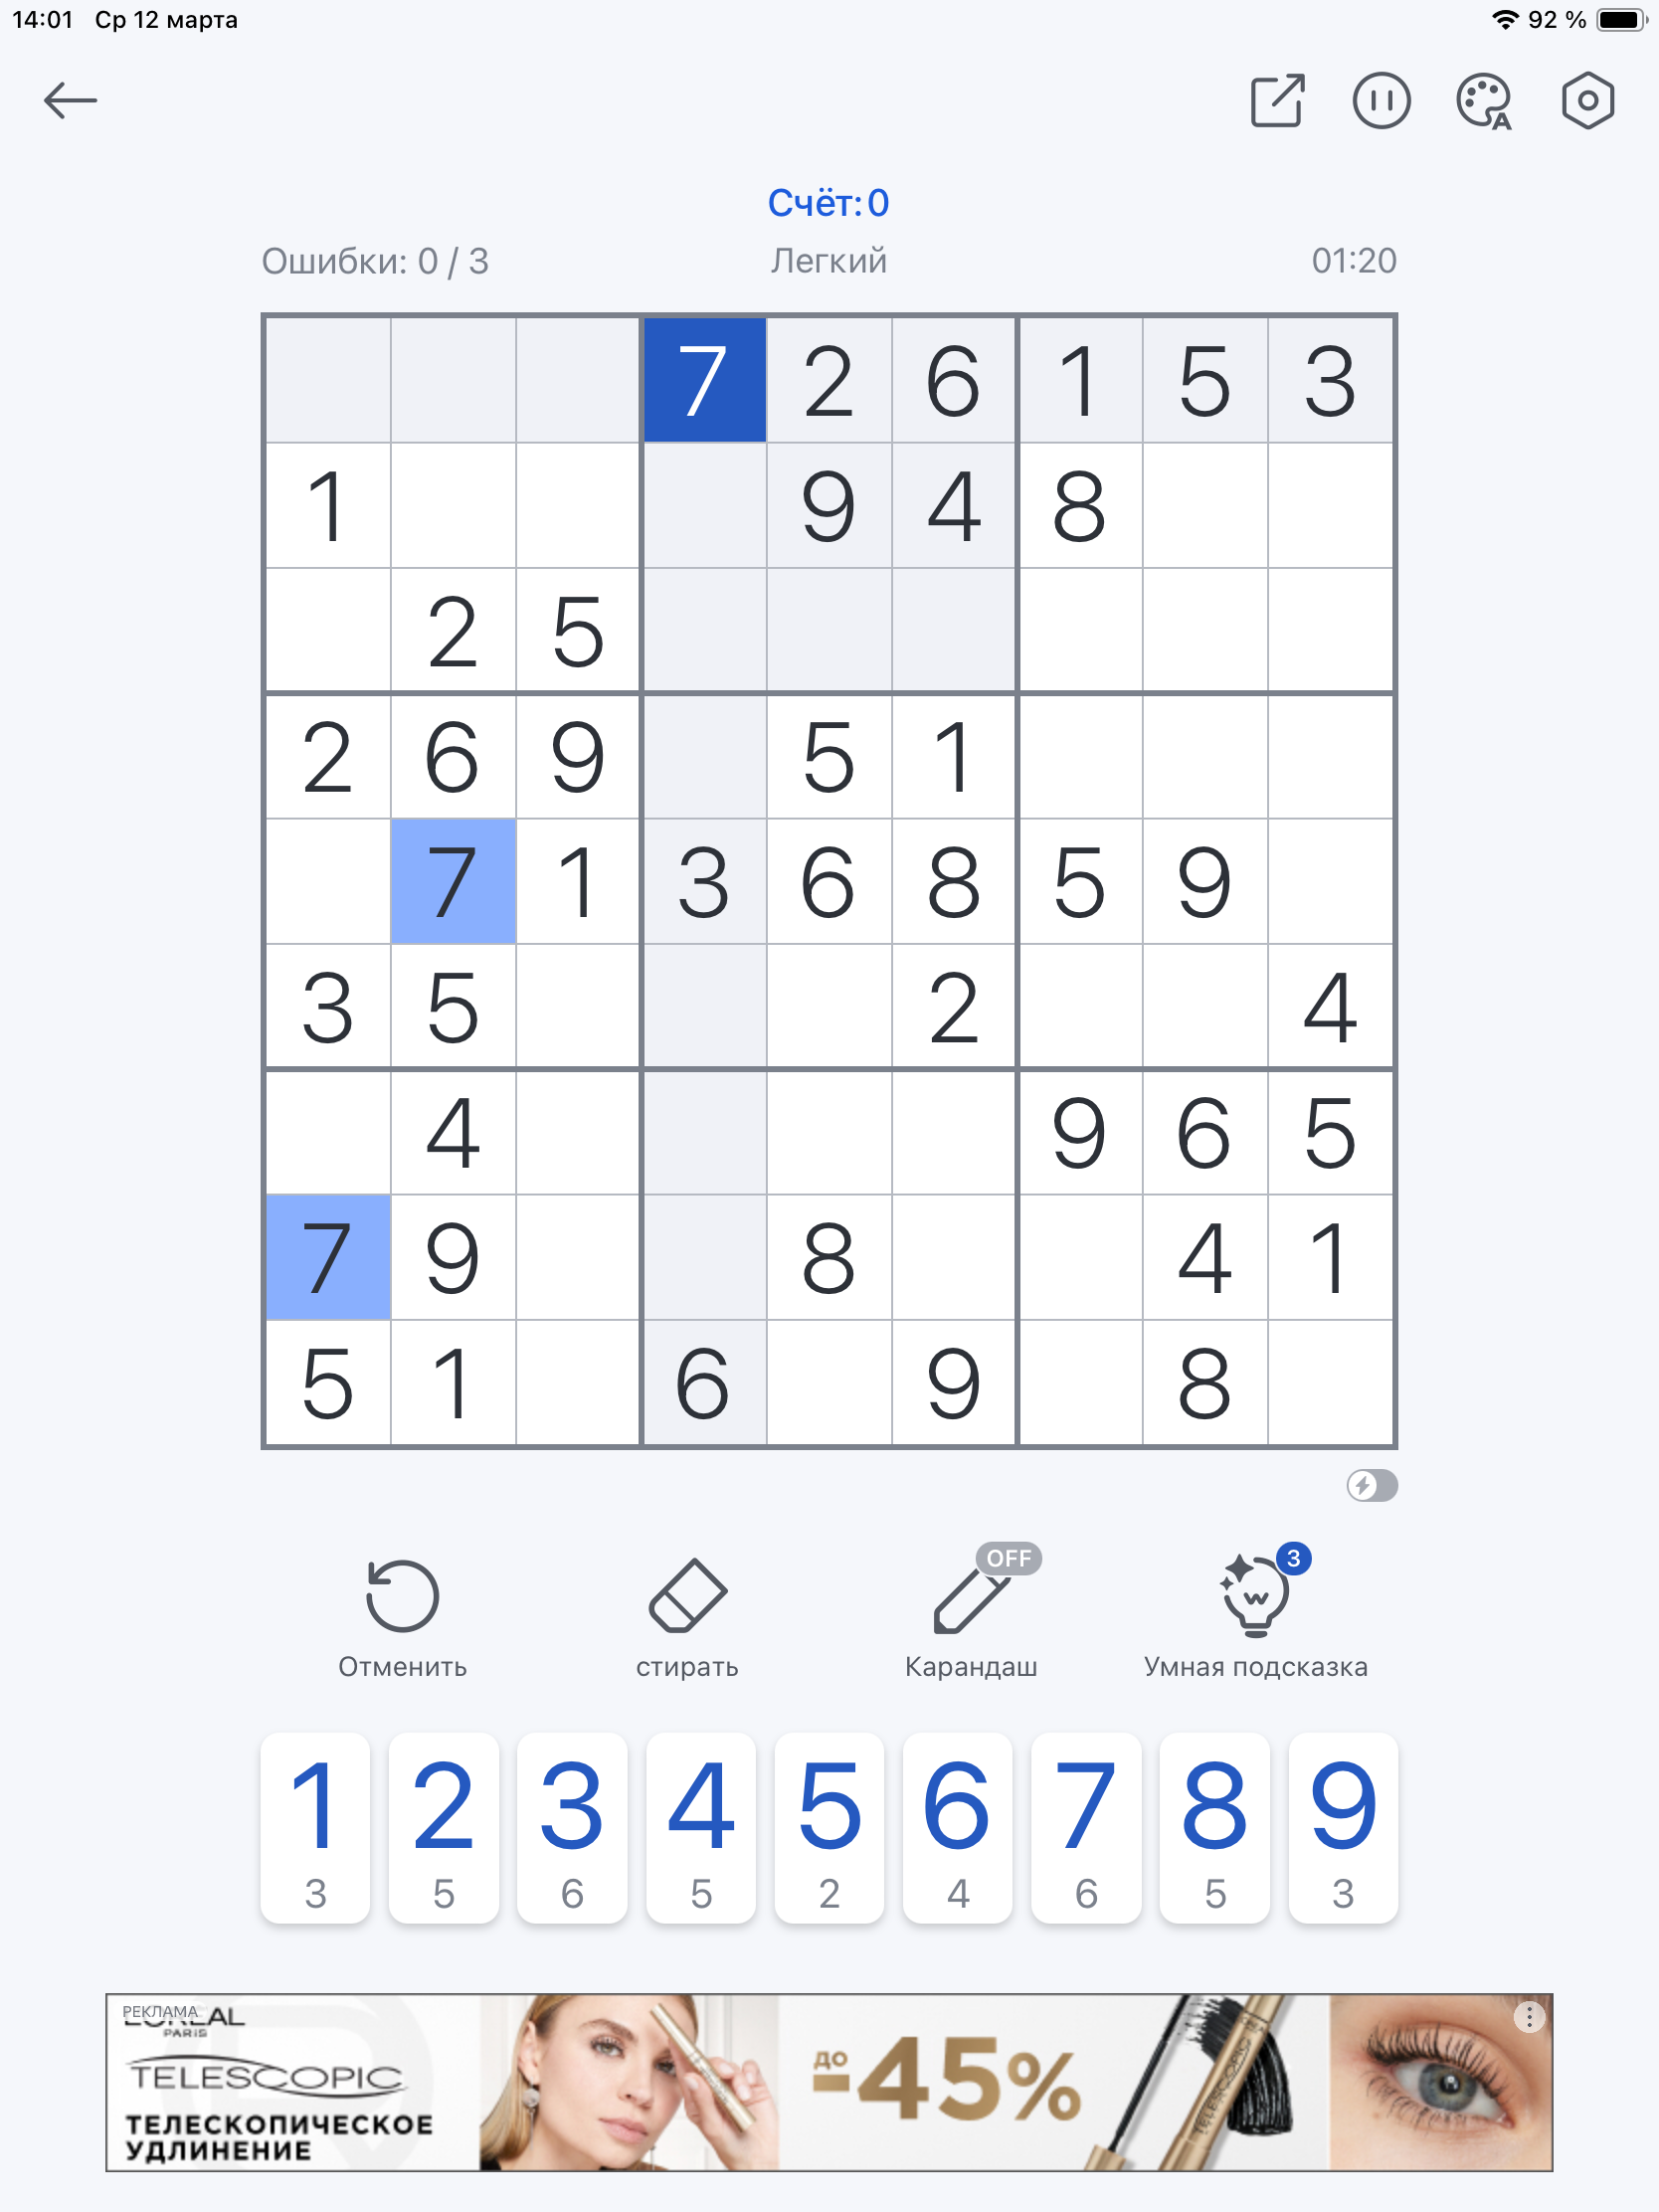 14:01 Ср 12 марта 92 %
Счёт:0
Ошибки: 0 / 3 Легкий 01:20
7 2 6 1 5 3
1 9 4 8
2 5
2 6 9 5 1
7 1 3 6 8 5 9
3 5 2 4
4 9 6 5
7 9 8 4 1
5 1 6 9 8
OFF 3
Отменить стирать Карандаш Умная подсказка
1 2 3 4 5 6 7 8 9
3 5 6 5 2 4 6 5 3
РЕКЛАМА
L'ORÉAL
PARIS
TELESCOPIC
ТЕЛЕСКОПИЧЕСКОЕ
УДЛИНЕНИЕ
ДО
-45%
TELESCOPIC